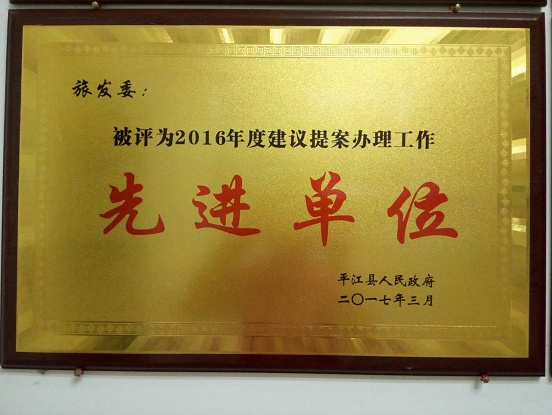 旅发委：
被评为2016年度建议提案办理工作
先进单位
平江县人民政府
二〇一七年三月